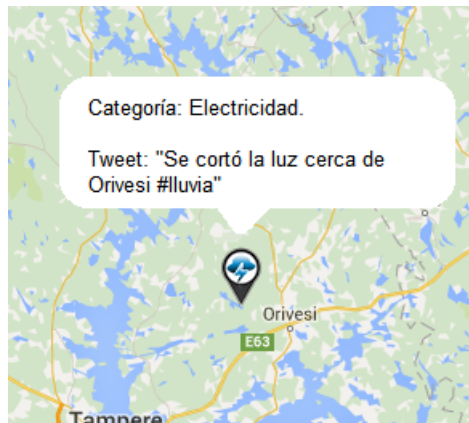 Categoría: Electricidad.
Tweet: "Se cortó la luz cerca de
Orivesi #lluvia"
Orivesi
E63
Tampere